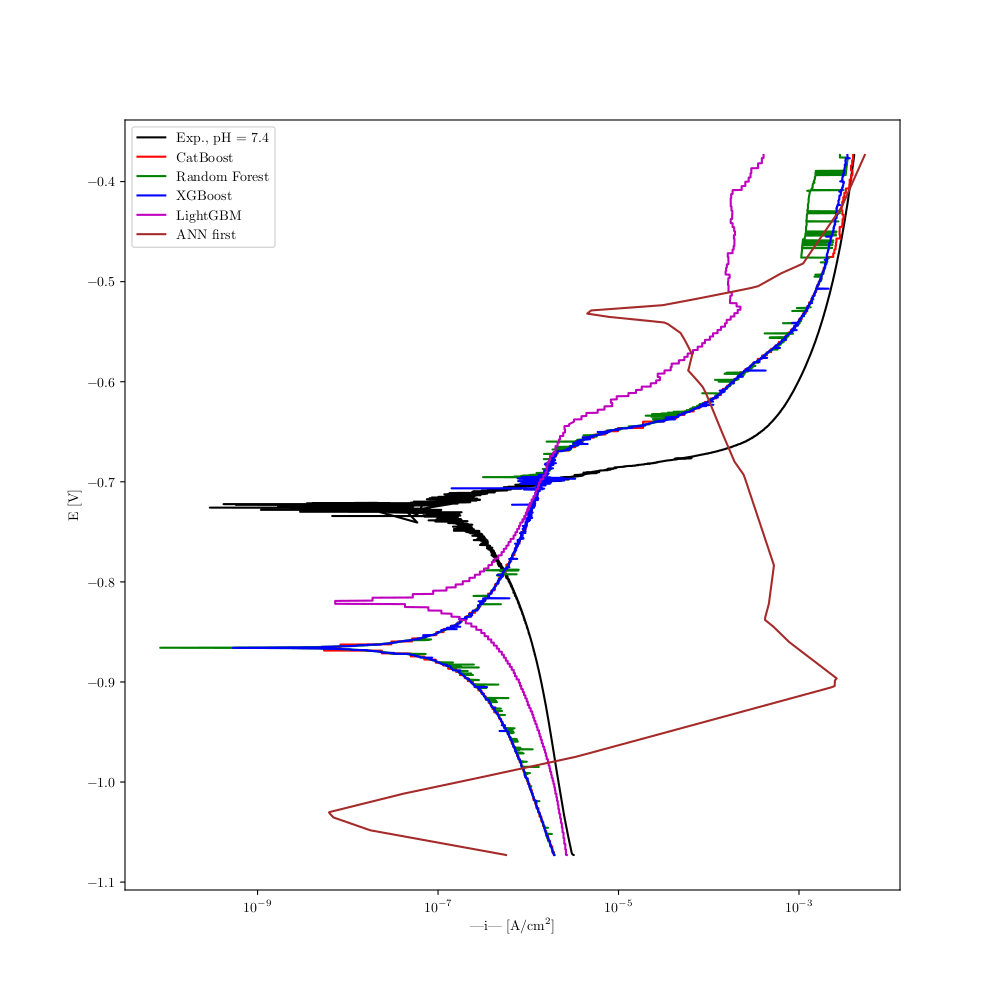 Exp., pH = 7.4
CatBoost
Random Forest
XGBoost
LightGBM
ANN first
−0.4
−0.5
−0.6
−0.7
−0.8
−0.9
−1.0
−1.1
E [V]
10⁻⁹ 10⁻⁷ 10⁻⁵ 10⁻³
—i— [A/cm²]